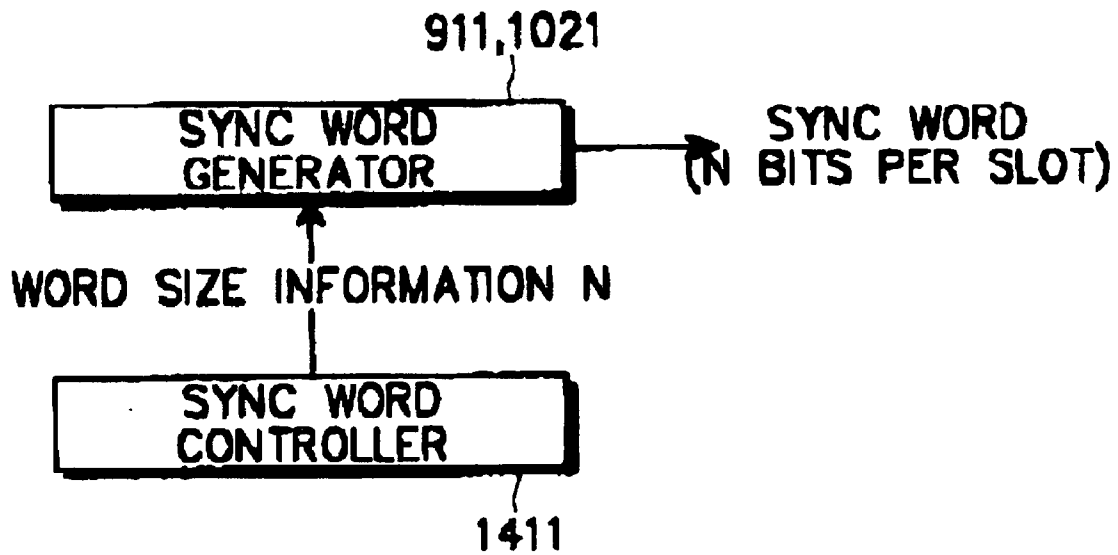 911,1021
SYNC WORD
GENERATOR
SYNC WORD
(N BITS PER SLOT)
WORD SIZE INFORMATION N
SYNC WORD
CONTROLLER
1411